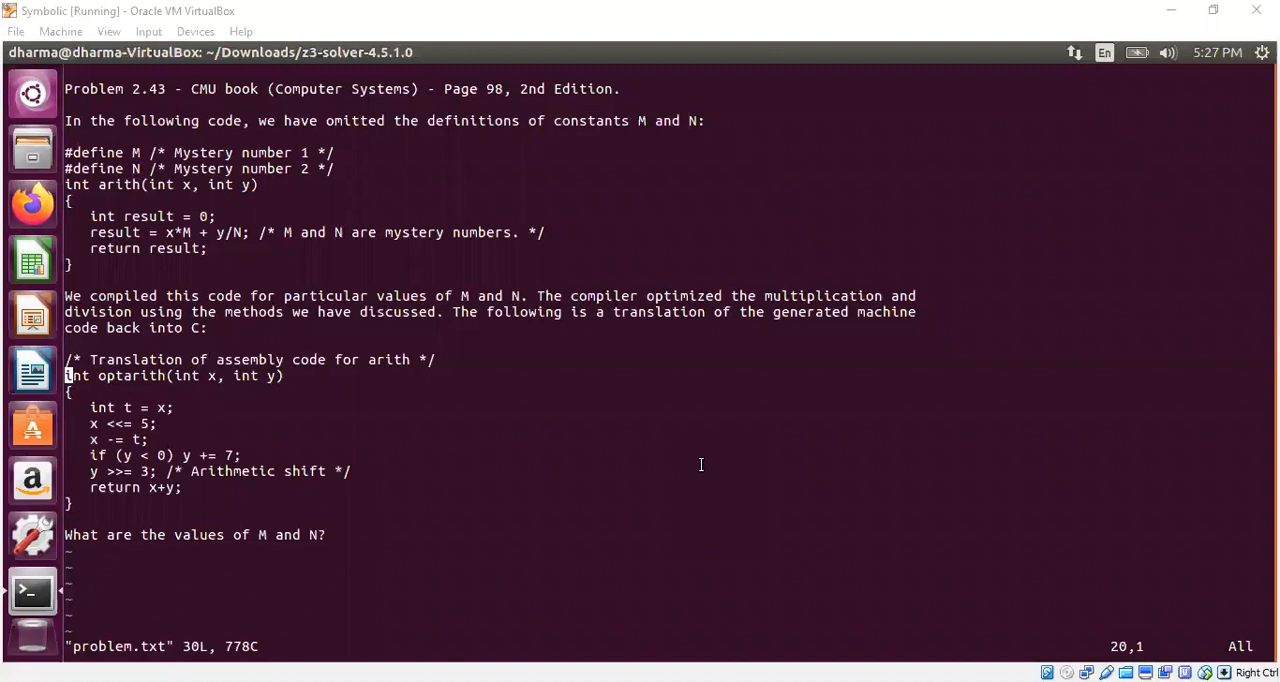 Symbolic [Running] - Oracle VM VirtualBox
File Machine View Input Devices Help
dharma@dharma-VirtualBox: ~/Downloads/z3-solver-4.5.1.0 En 5:27 PM
Problem 2.43 - CMU book (Computer Systems) - Page 98, 2nd Edition.
In the following code, we have omitted the definitions of constants M and N:
#define M /* Mystery number 1 */
#define N /* Mystery number 2 */
int arith(int x, int y)
{
int result = 0;
result = x*M + y/N; /* M and N are mystery numbers. */
return result;
}
We compiled this code for particular values of M and N. The compiler optimized the multiplication and
division using the methods we have discussed. The following is a translation of the generated machine
code back into C:
/* Translation of assembly code for arith */
int optarith(int x, int y)
{
int t = x;
x <<= 5;
x -= t;
if (y < 0) y += 7;
y >>= 3; /* Arithmetic shift */
return x+y;
}
What are the values of M and N?
~
~
~
~
~
~
"problem.txt" 30L, 778C 20,1 All
Right Ctrl